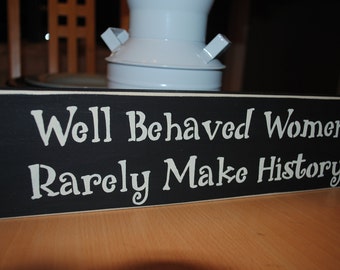 Well Behaved Women
Rarely Make History